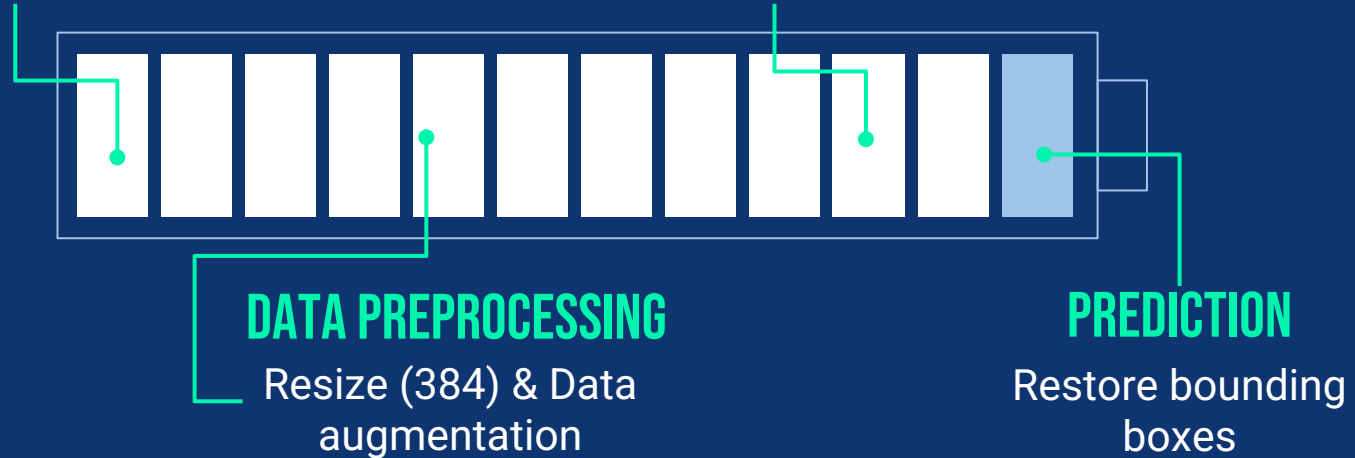 DATA PREPROCESSING
Resize (384) & Data
augmentation
PREDICTION
Restore bounding
boxes